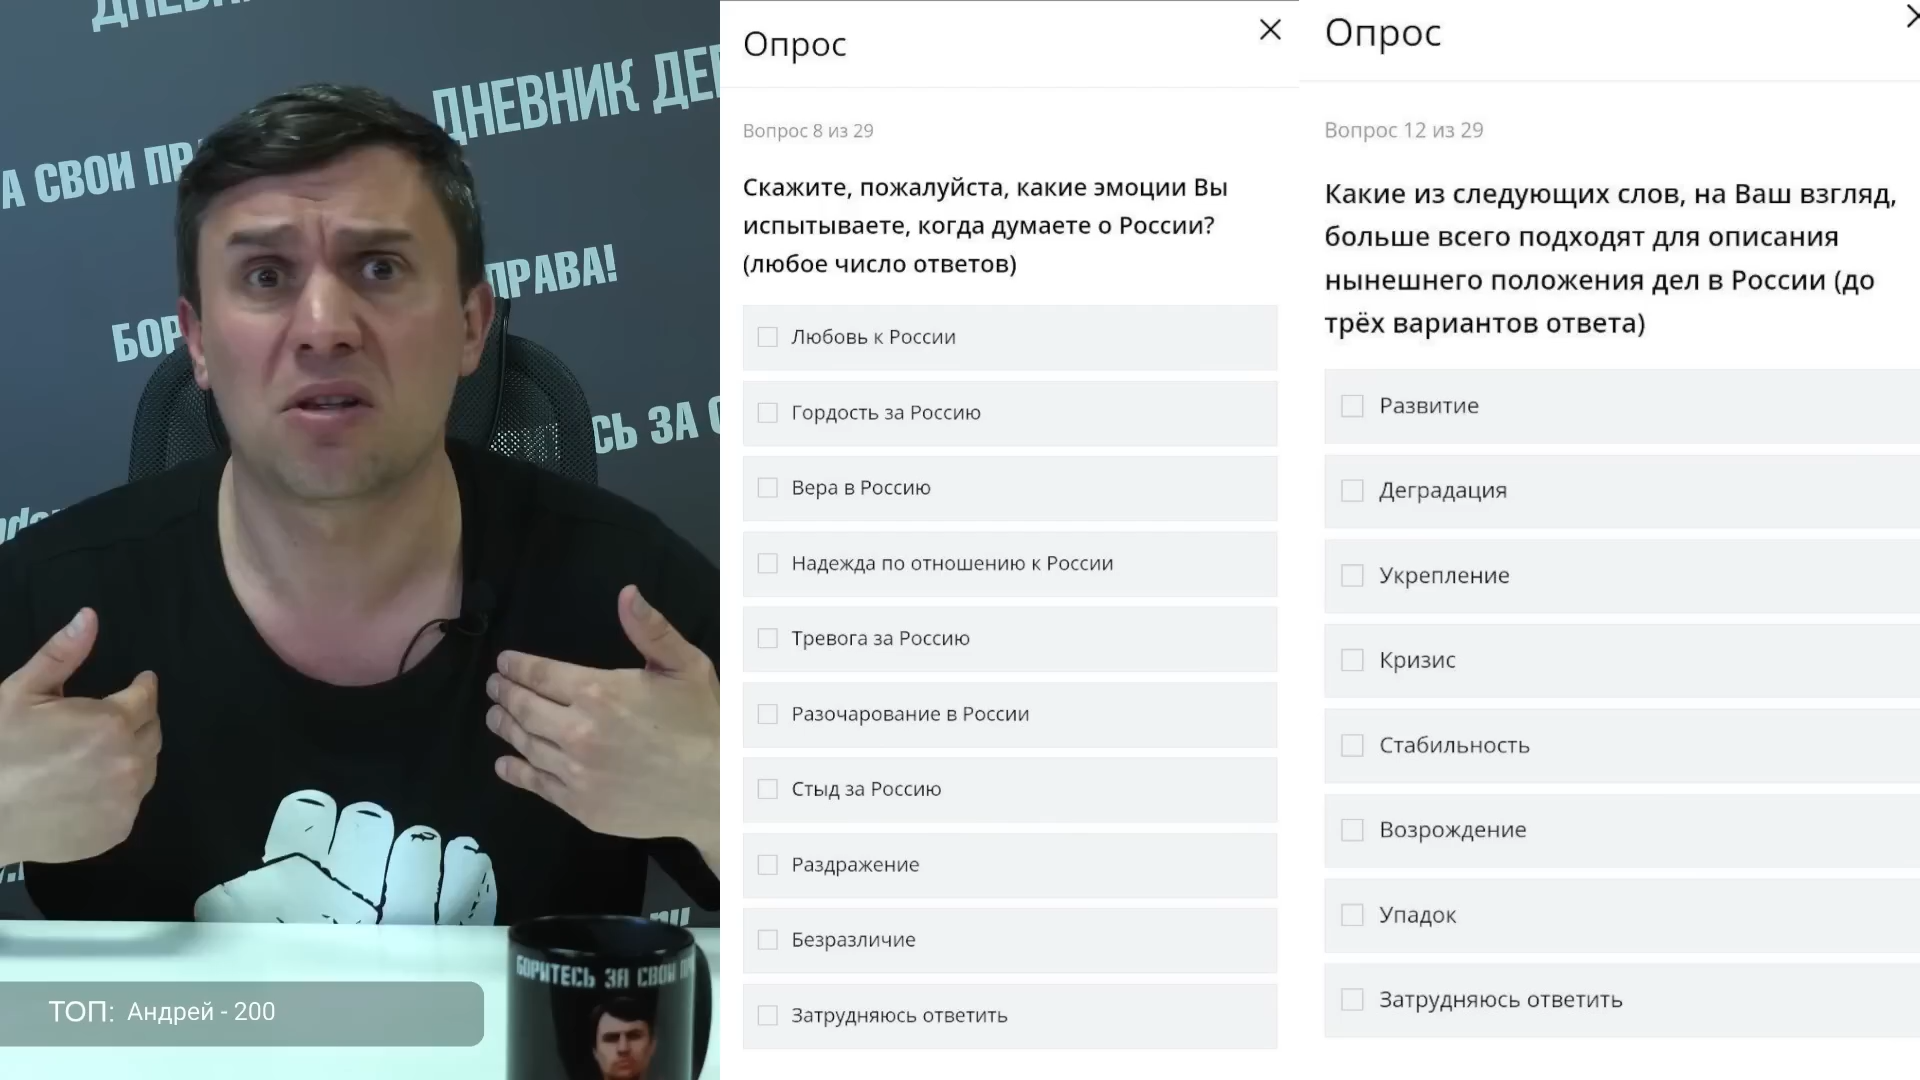 ДНЕВНИК ДЕП
А СВОИ ПРА
ПРАВА!
БОР
СЬ ЗА С
БОРИТЕСЬ ЗА СВОИ П
ТОП: Андрей - 200
Опрос
Вопрос 8 из 29
Скажите, пожалуйста, какие эмоции Вы
испытываете, когда думаете о России?
(любое число ответов)
Любовь к России
Гордость за Россию
Вера в Россию
Надежда по отношению к России
Тревога за Россию
Разочарование в России
Стыд за Россию
Раздражение
Безразличие
Затрудняюсь ответить
Опрос
Вопрос 12 из 29
Какие из следующих слов, на Ваш взгляд,
больше всего подходят для описания
нынешнего положения дел в России (до
трёх вариантов ответа)
Развитие
Деградация
Укрепление
Кризис
Стабильность
Возрождение
Упадок
Затрудняюсь ответить